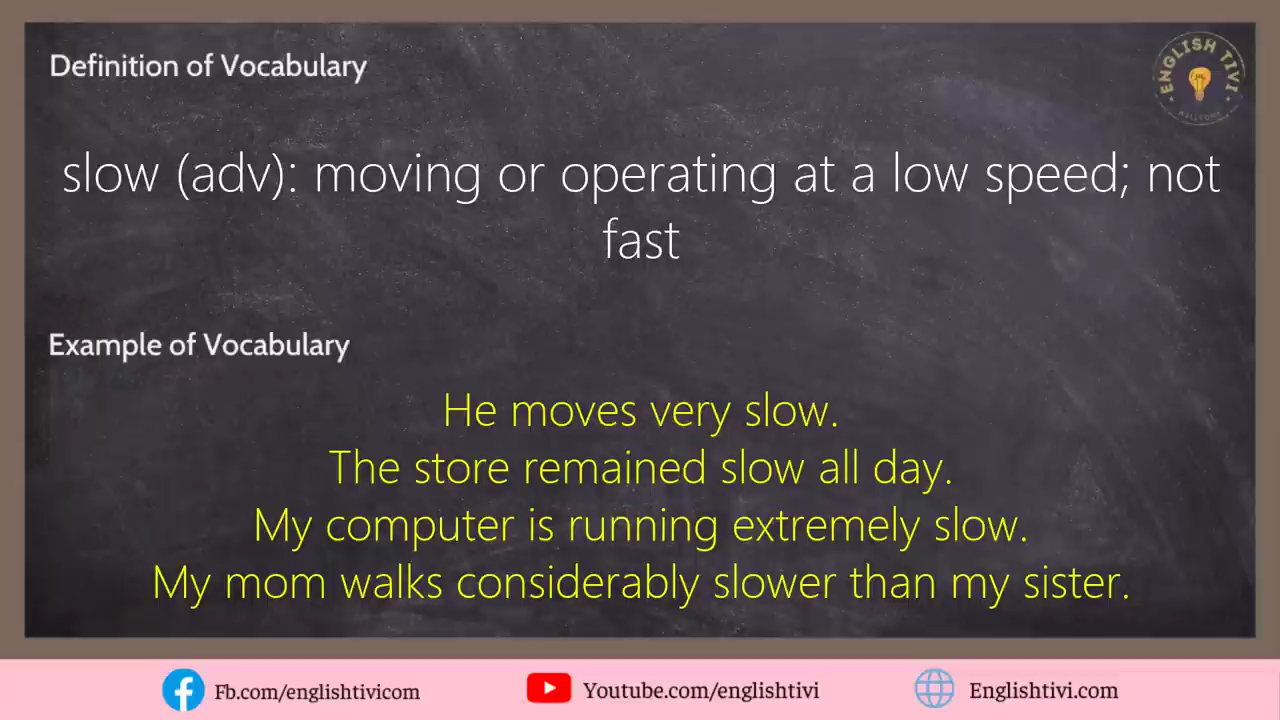 Definition of Vocabulary
ENGLISH TIVI
slow (adv): moving or operating at a low speed; not
fast
Example of Vocabulary
He moves very slow.
The store remained slow all day.
My computer is running extremely slow.
My mom walks considerably slower than my sister.
Fb.com/englishtivicom
Youtube.com/englishtivi
Englishtivi.com